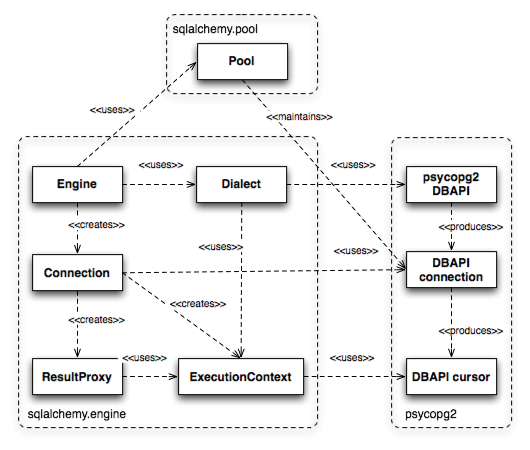 sqlalchemy.pool
Pool
<<uses>>
<<maintains>>
<<uses>>
<<uses>>
Engine
Dialect
psycopg2
DBAPI
<<creates>>
<<produces>>
<<uses>>
<<uses>>
Connection
DBAPI
connection
<<creates>>
<<creates>>
<<produces>>
<<uses>>
<<uses>>
ResultProxy
ExecutionContext
DBAPI cursor
sqlalchemy.engine
psycopg2